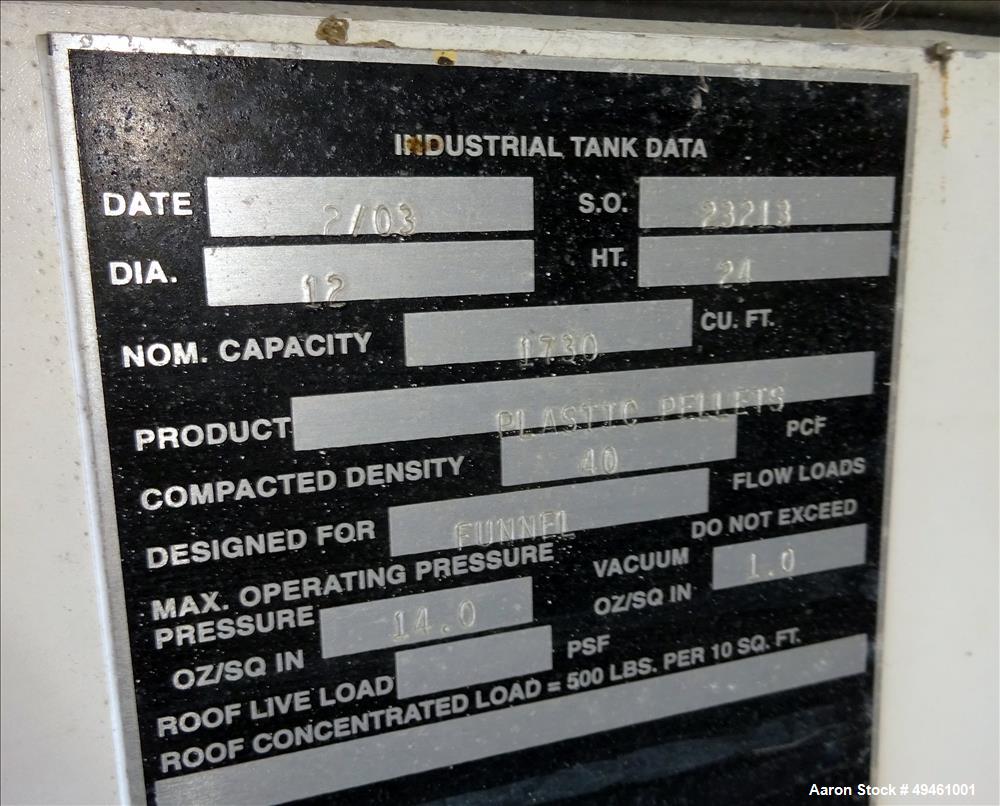 INDUSTRIAL TANK DATA
DATE 2/03 S.O. 23213
DIA. 12 HT. 24
NOM. CAPACITY 1730 CU. FT.
PRODUCT PLASTIC PELLETS
COMPACTED DENSITY 40 PCF
DESIGNED FOR FUNNEL FLOW LOADS
MAX. OPERATING PRESSURE DO NOT EXCEED
PRESSURE 14.0 VACUUM 1.0
OZ/SQ IN OZ/SQ IN
ROOF LIVE LOAD PSF
ROOF CONCENTRATED LOAD = 500 LBS. PER 10 SQ. FT.
Aaron Stock # 49461001